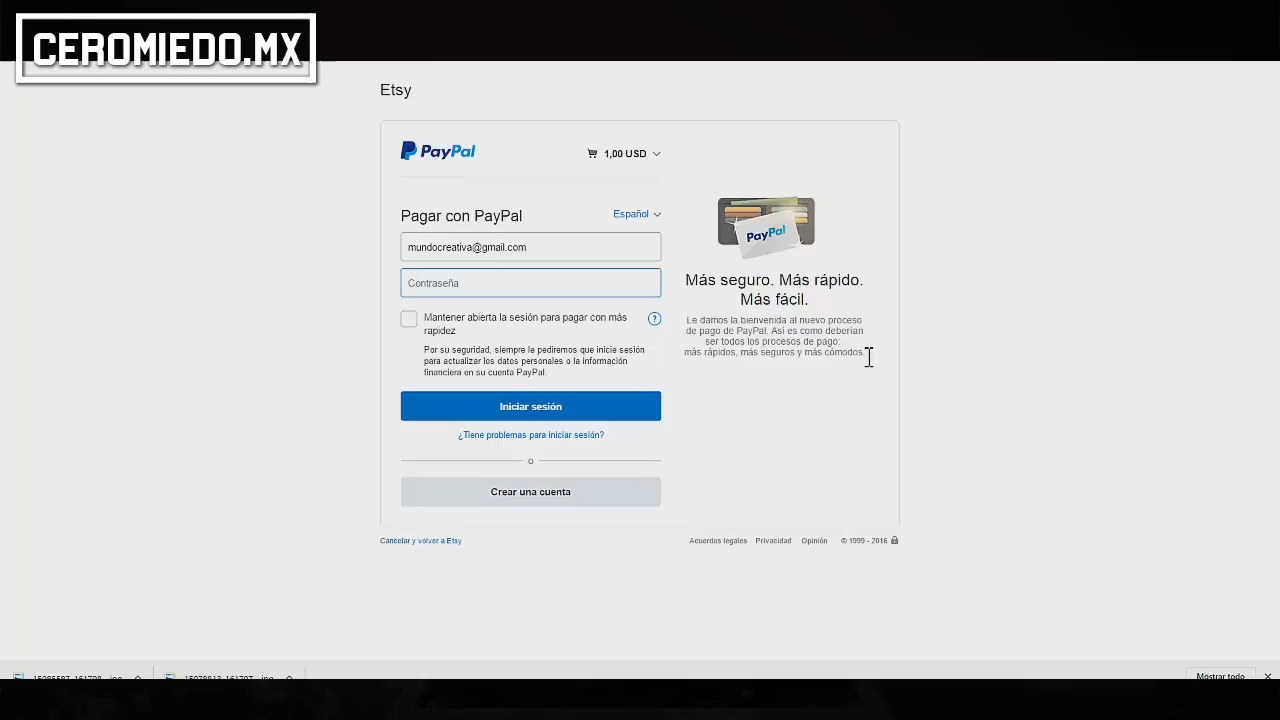 CEROMIEDO.MX
Etsy
PayPal
1,00 USD
Pagar con PayPal
Español
mundocreativa@gmail.com
Contraseña
Mantener abierta la sesión para pagar con más
rapidez
?
Por su seguridad, siempre le pediremos que inicie sesión
para actualizar los datos personales o la información
financiera en su cuenta PayPal.
Iniciar sesión
¿Tiene problemas para iniciar sesión?
o
Crear una cuenta
PayPal
Más seguro. Más rápido.
Más fácil.
Le damos la bienvenida al nuevo proceso
de pago de PayPal. Así es como deberían
ser todos los procesos de pago:
más rápidos, más seguros y más cómodos.
Cancelar y volver a Etsy
Acuerdos legales Privacidad Opinión © 1999 - 2016
Mostrar todo